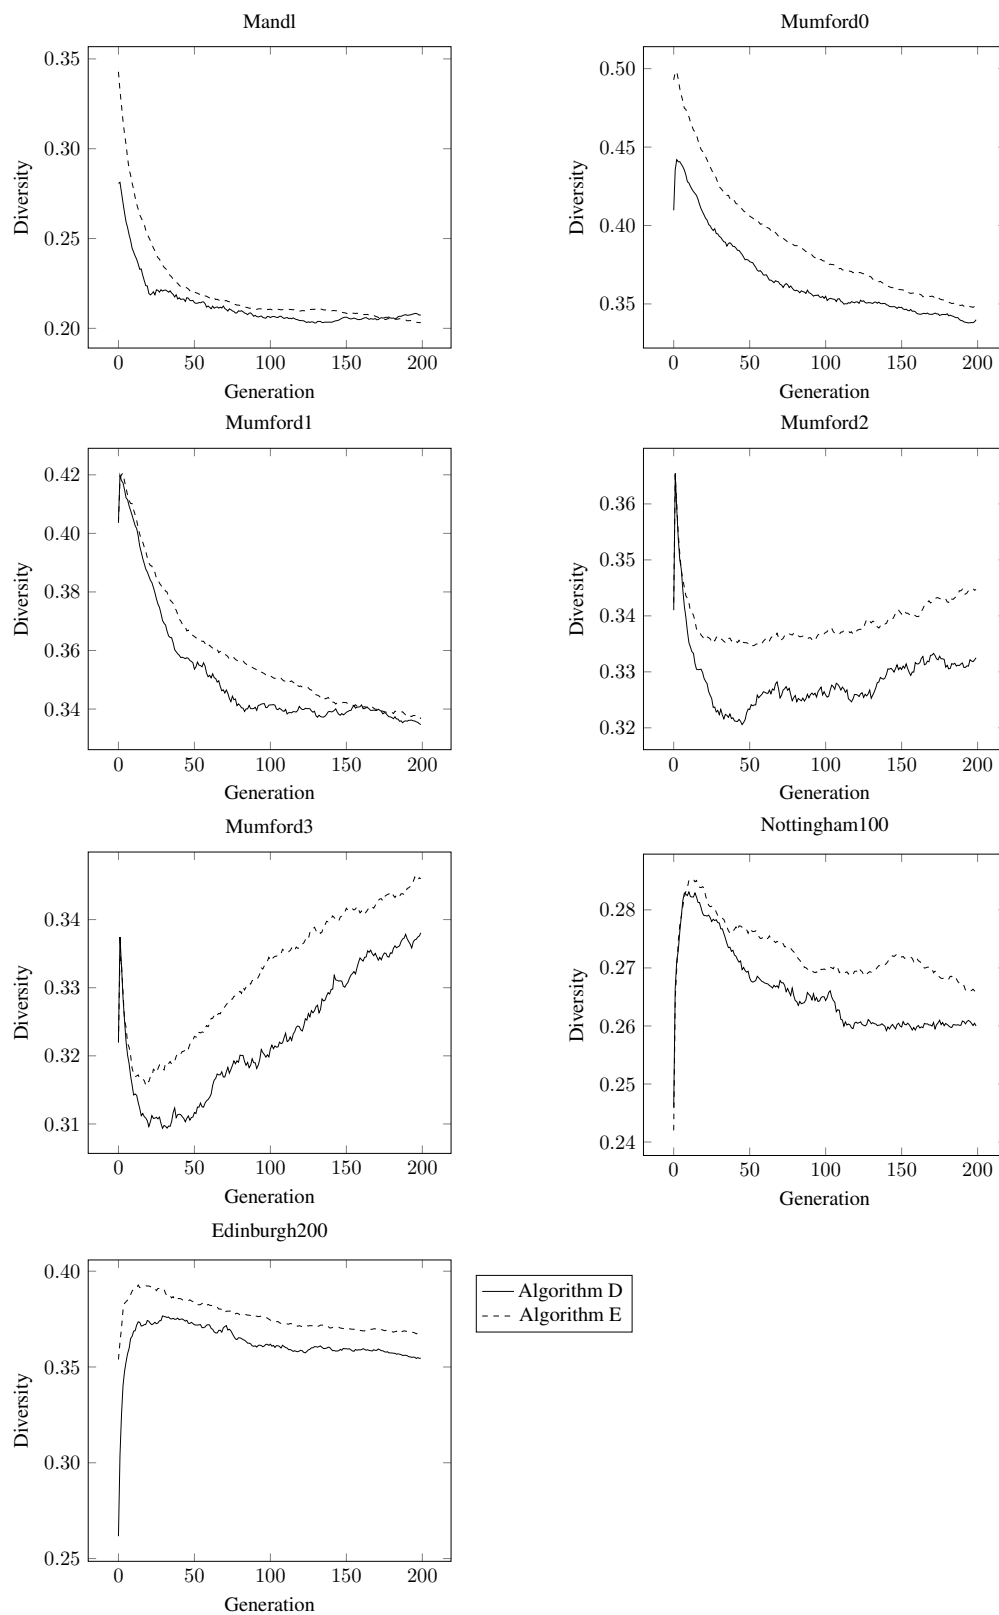 Mandl
0.35
0.30
0.25
0.20
Diversity
0 50 100 150 200
Generation
Mumford0
0.50
0.45
0.40
0.35
Diversity
0 50 100 150 200
Generation
Mumford1
0.42
0.40
0.38
0.36
0.34
Diversity
0 50 100 150 200
Generation
Mumford2
0.36
0.35
0.34
0.33
0.32
Diversity
0 50 100 150 200
Generation
Mumford3
0.34
0.33
0.32
0.31
Diversity
0 50 100 150 200
Generation
Nottingham100
0.28
0.27
0.26
0.25
0.24
Diversity
0 50 100 150 200
Generation
Edinburgh200
0.40
0.35
0.30
0.25
Diversity
0 50 100 150 200
Generation
Algorithm D
Algorithm E